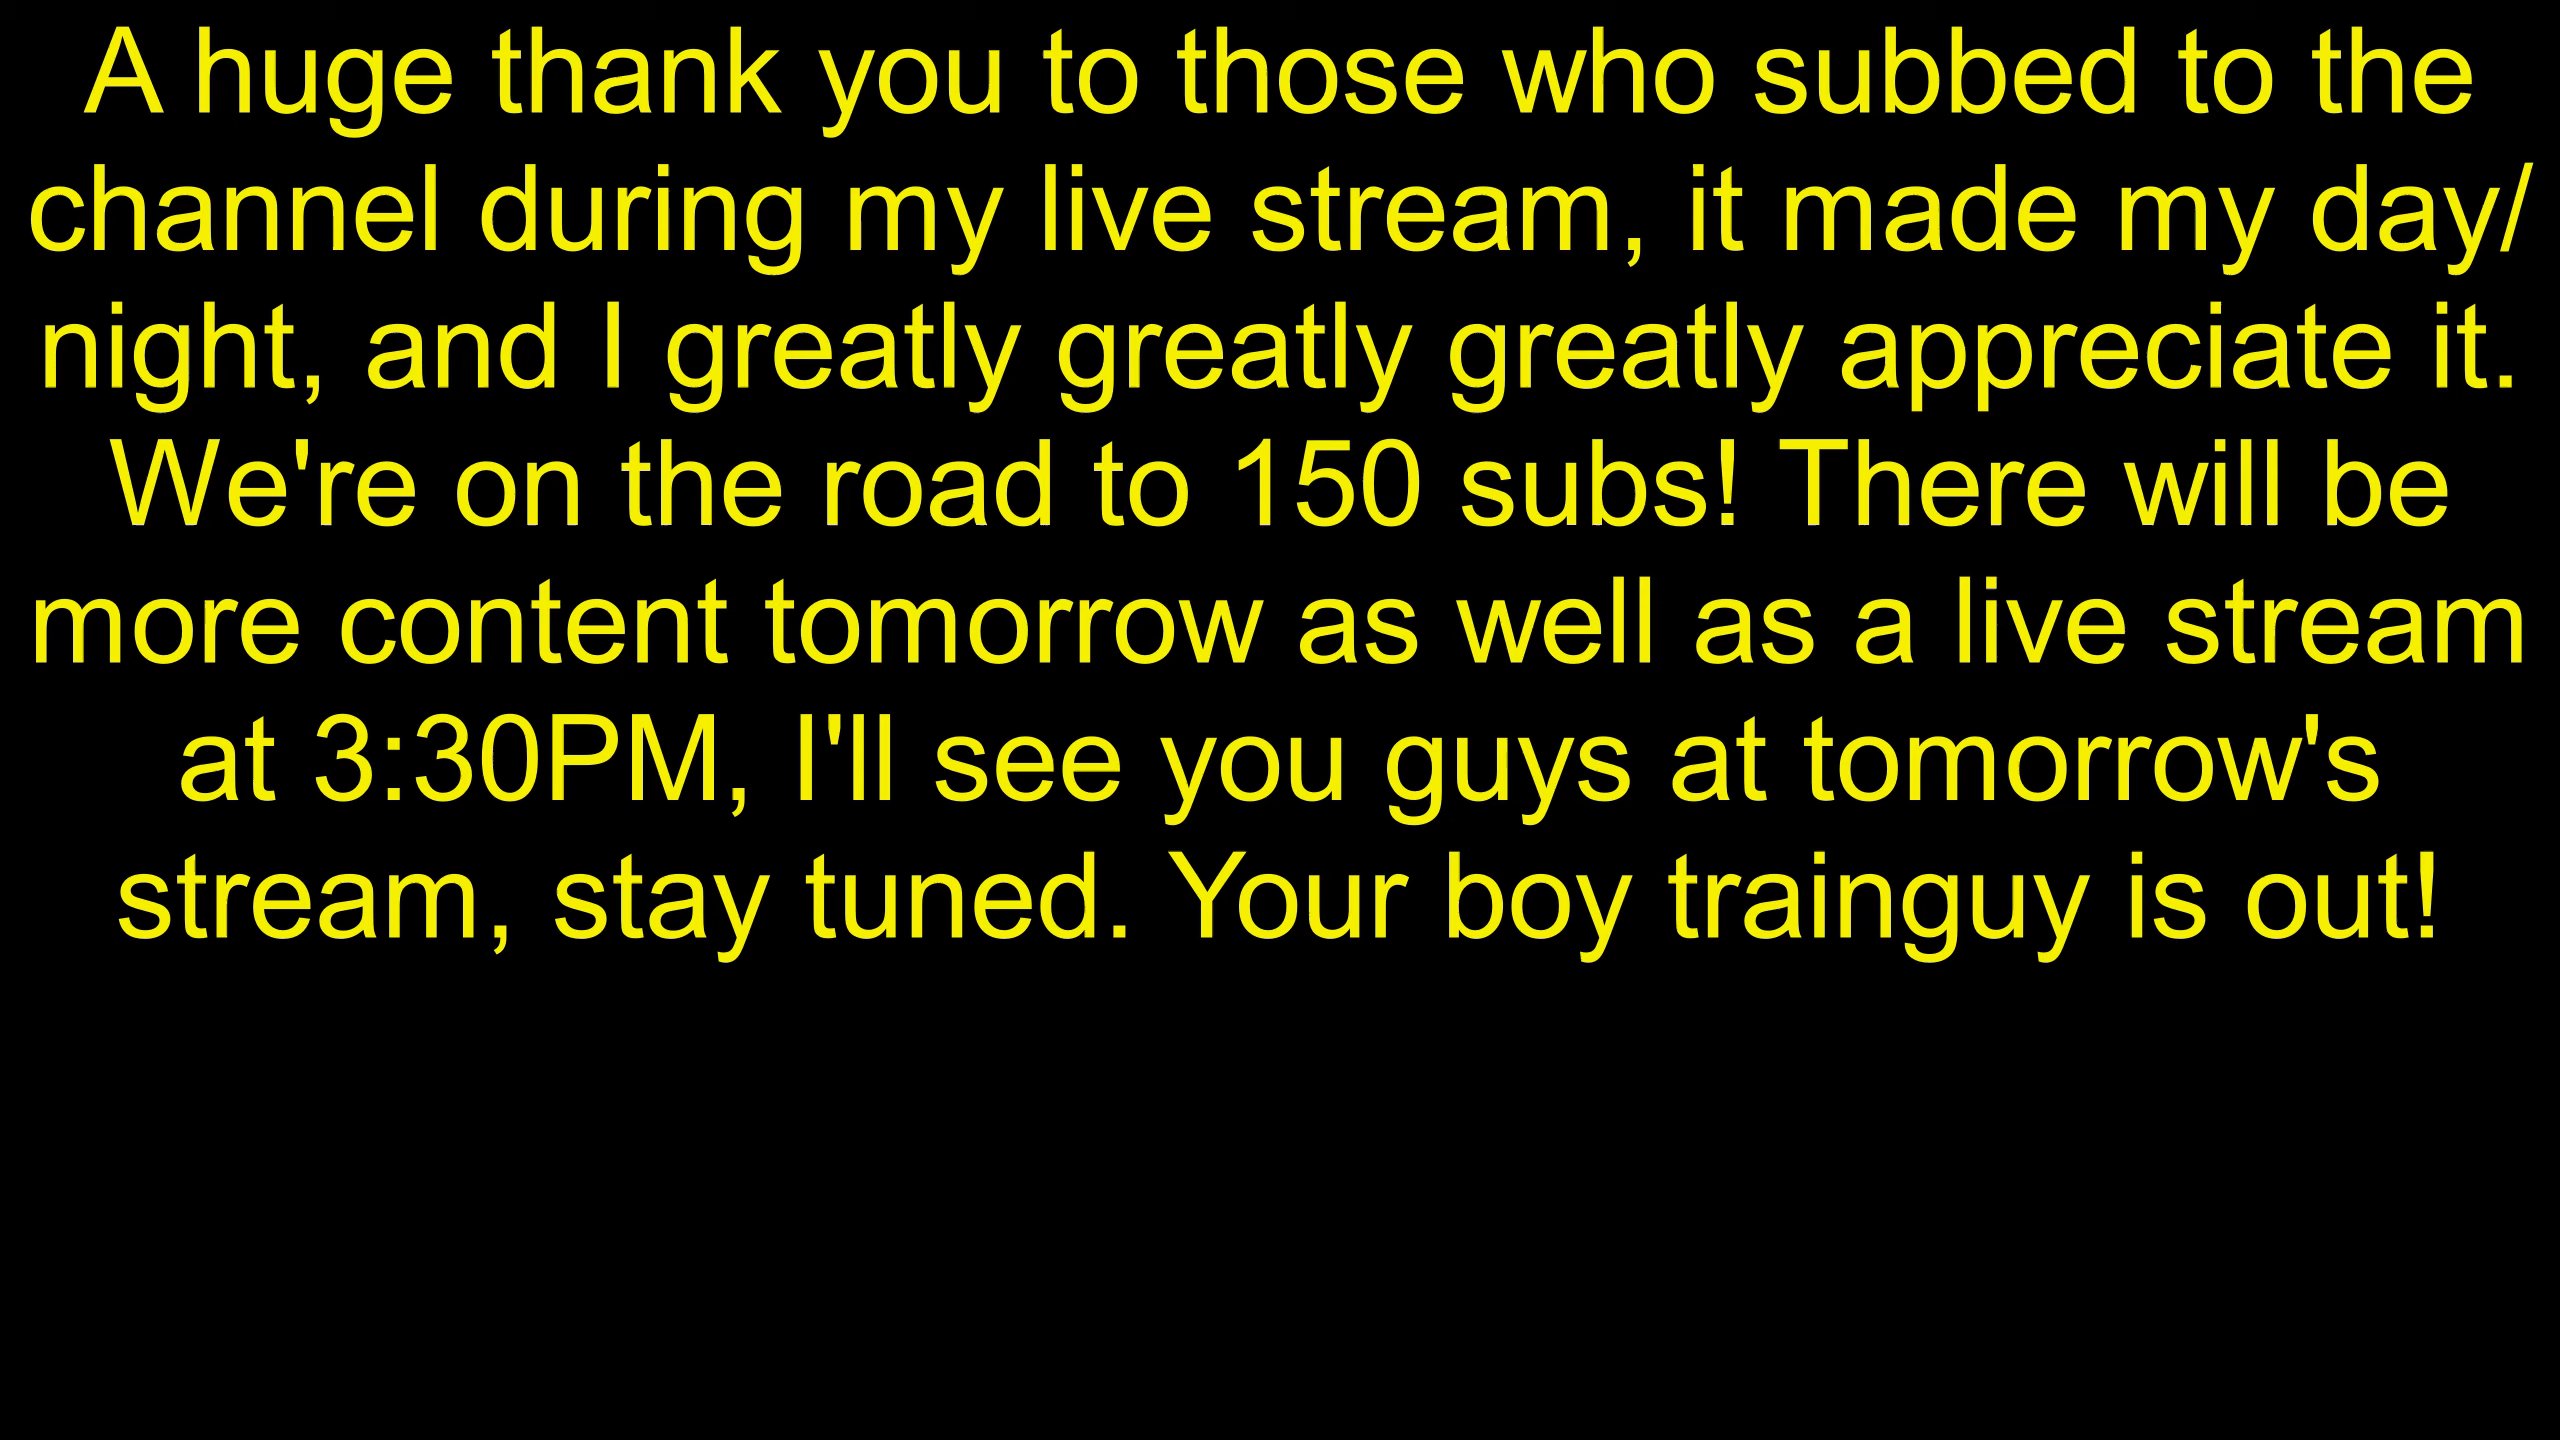 A huge thank you to those who subbed to the
channel during my live stream, it made my day/
night, and I greatly greatly greatly appreciate it.
We're on the road to 150 subs! There will be
more content tomorrow as well as a live stream
at 3:30PM, I'll see you guys at tomorrow's
stream, stay tuned. Your boy trainguy is out!